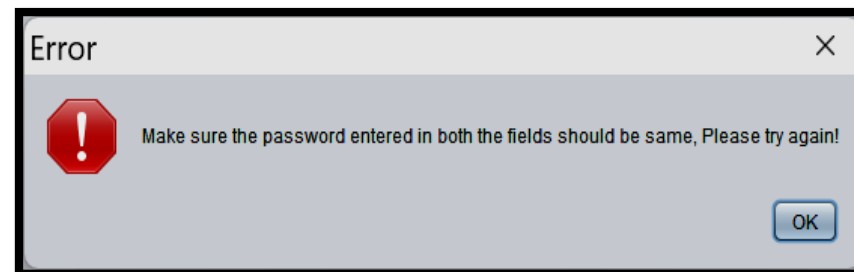 Error
Make sure the password entered in both the fields should be same, Please try again!
OK